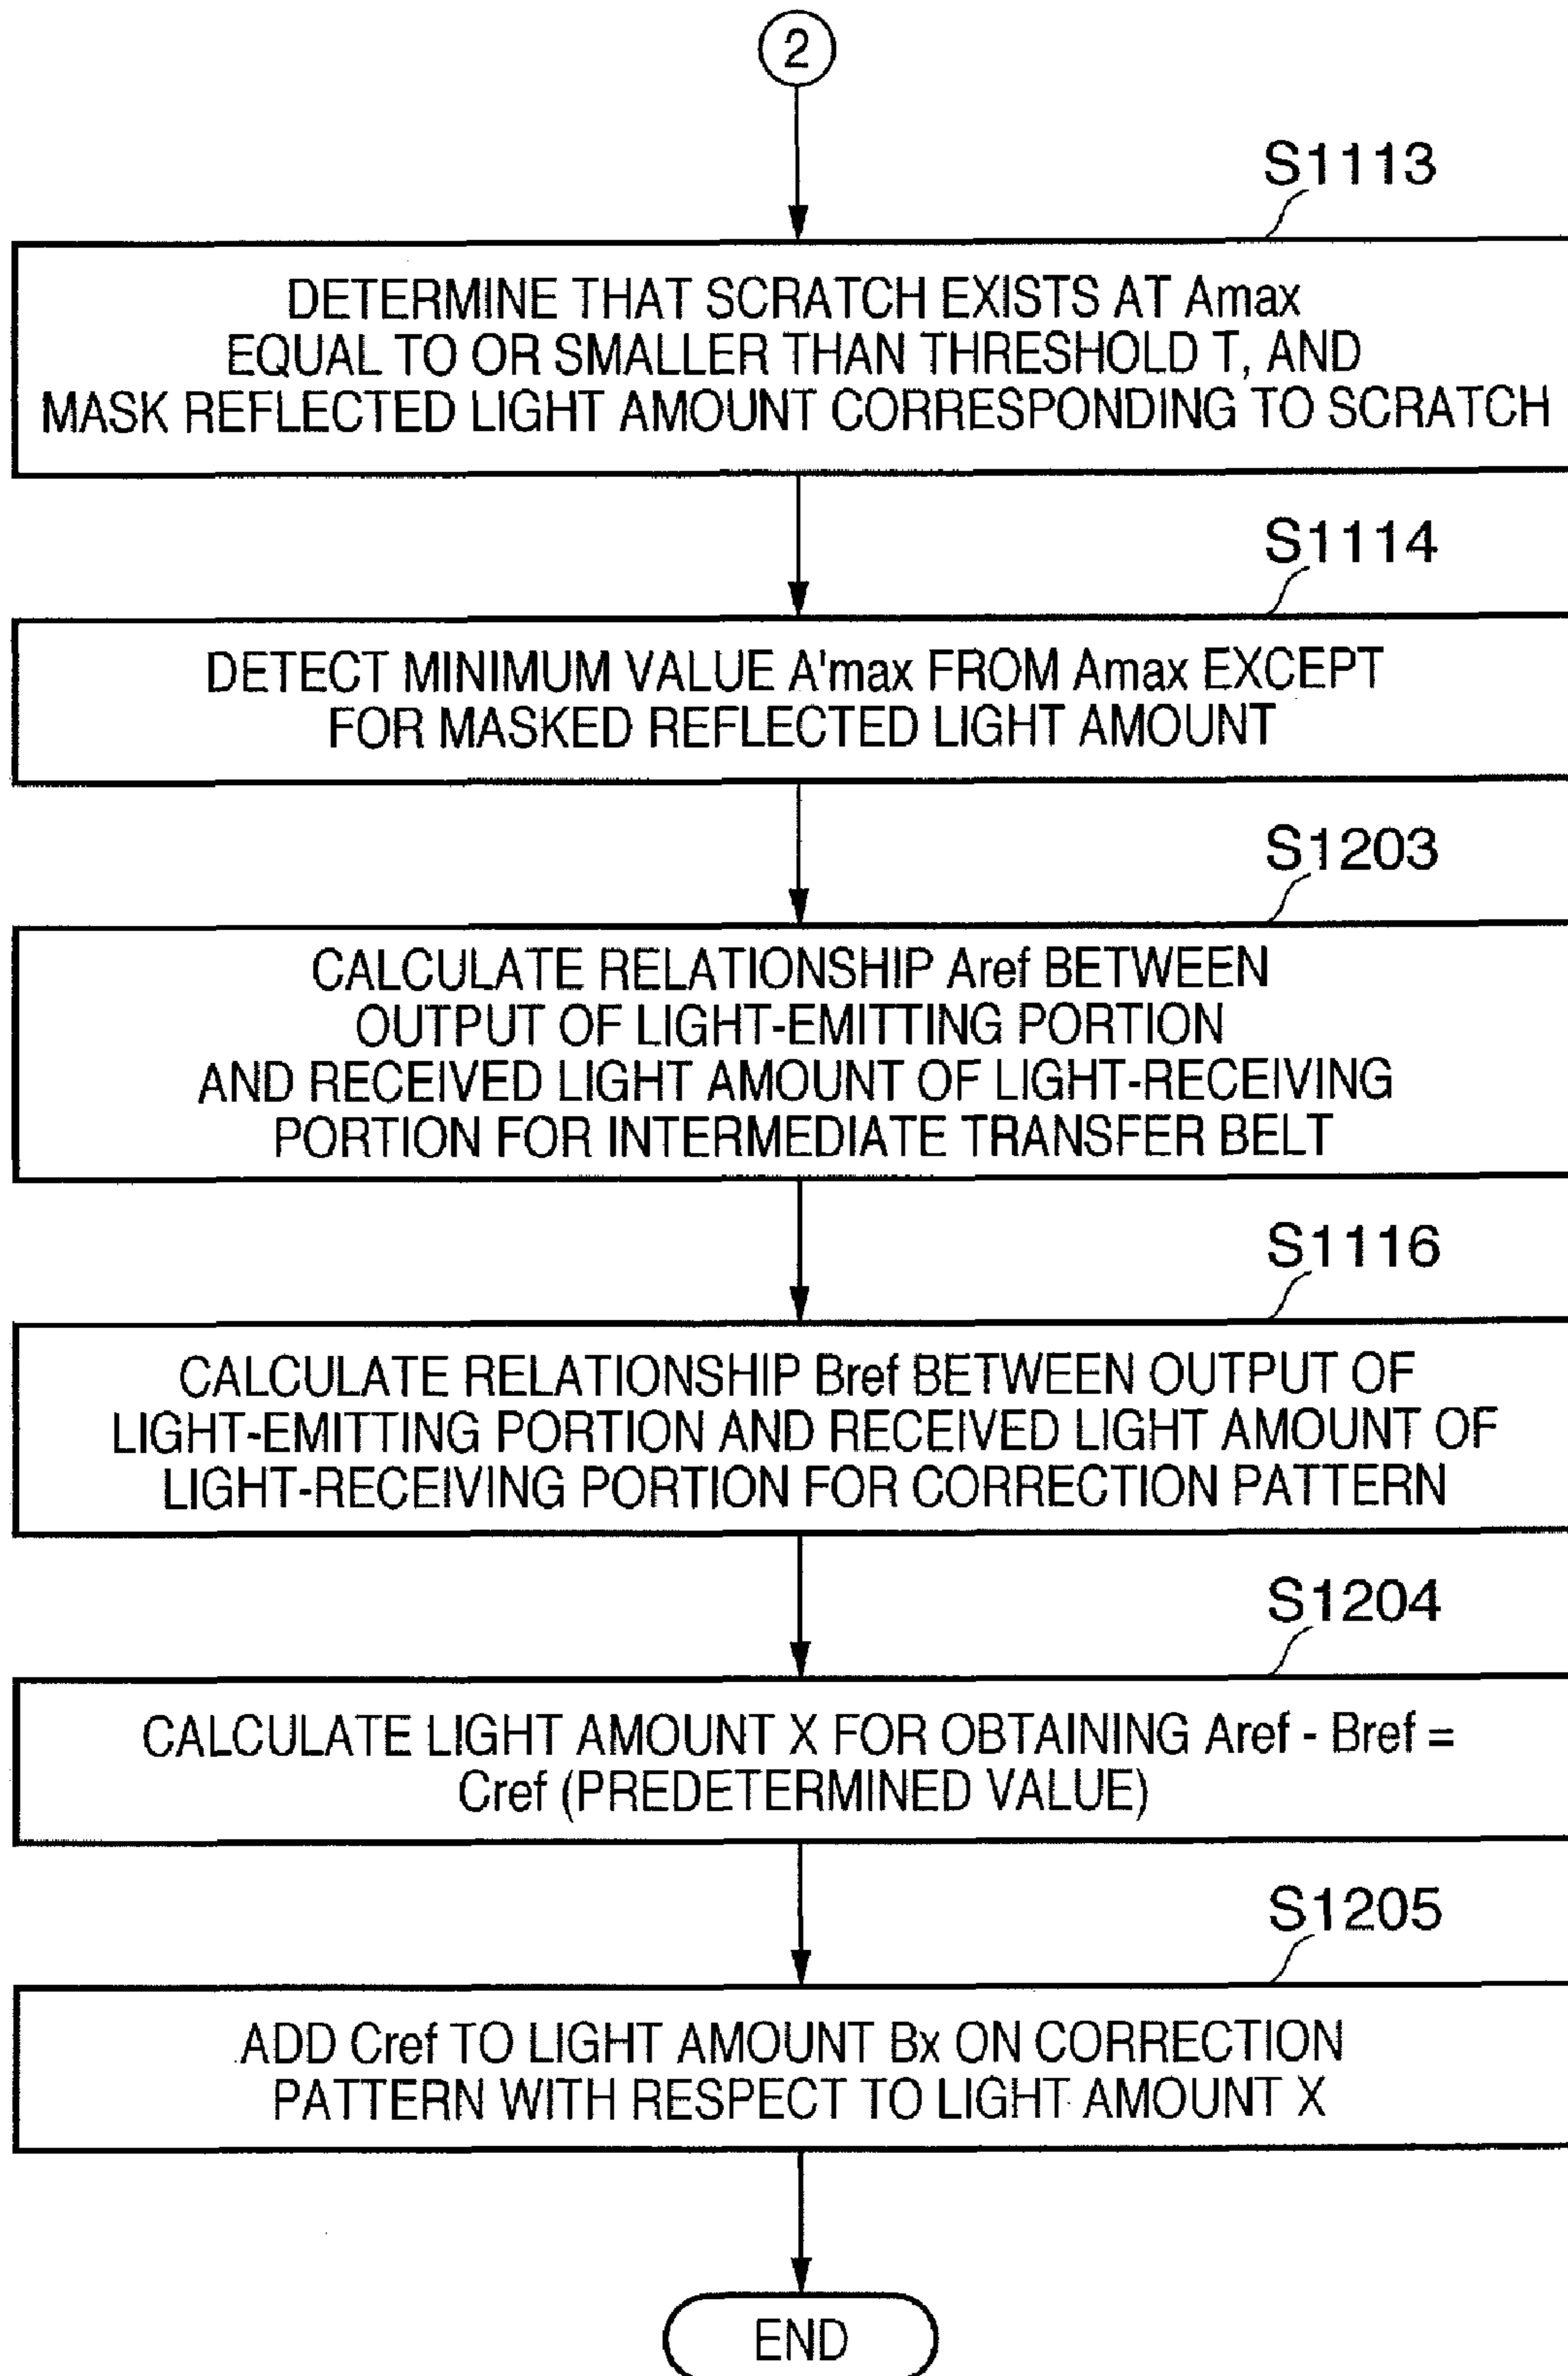 2
S1113
DETERMINE THAT SCRATCH EXISTS AT Amax
EQUAL TO OR SMALLER THAN THRESHOLD T, AND
MASK REFLECTED LIGHT AMOUNT CORRESPONDING TO SCRATCH
S1114
DETECT MINIMUM VALUE A'max FROM Amax EXCEPT
FOR MASKED REFLECTED LIGHT AMOUNT
S1203
CALCULATE RELATIONSHIP Aref BETWEEN
OUTPUT OF LIGHT-EMITTING PORTION
AND RECEIVED LIGHT AMOUNT OF LIGHT-RECEIVING
PORTION FOR INTERMEDIATE TRANSFER BELT
S1116
CALCULATE RELATIONSHIP Bref BETWEEN OUTPUT OF
LIGHT-EMITTING PORTION AND RECEIVED LIGHT AMOUNT OF
LIGHT-RECEIVING PORTION FOR CORRECTION PATTERN
S1204
CALCULATE LIGHT AMOUNT X FOR OBTAINING Aref - Bref =
Cref (PREDETERMINED VALUE)
S1205
ADD Cref TO LIGHT AMOUNT Bx ON CORRECTION
PATTERN WITH RESPECT TO LIGHT AMOUNT X
END